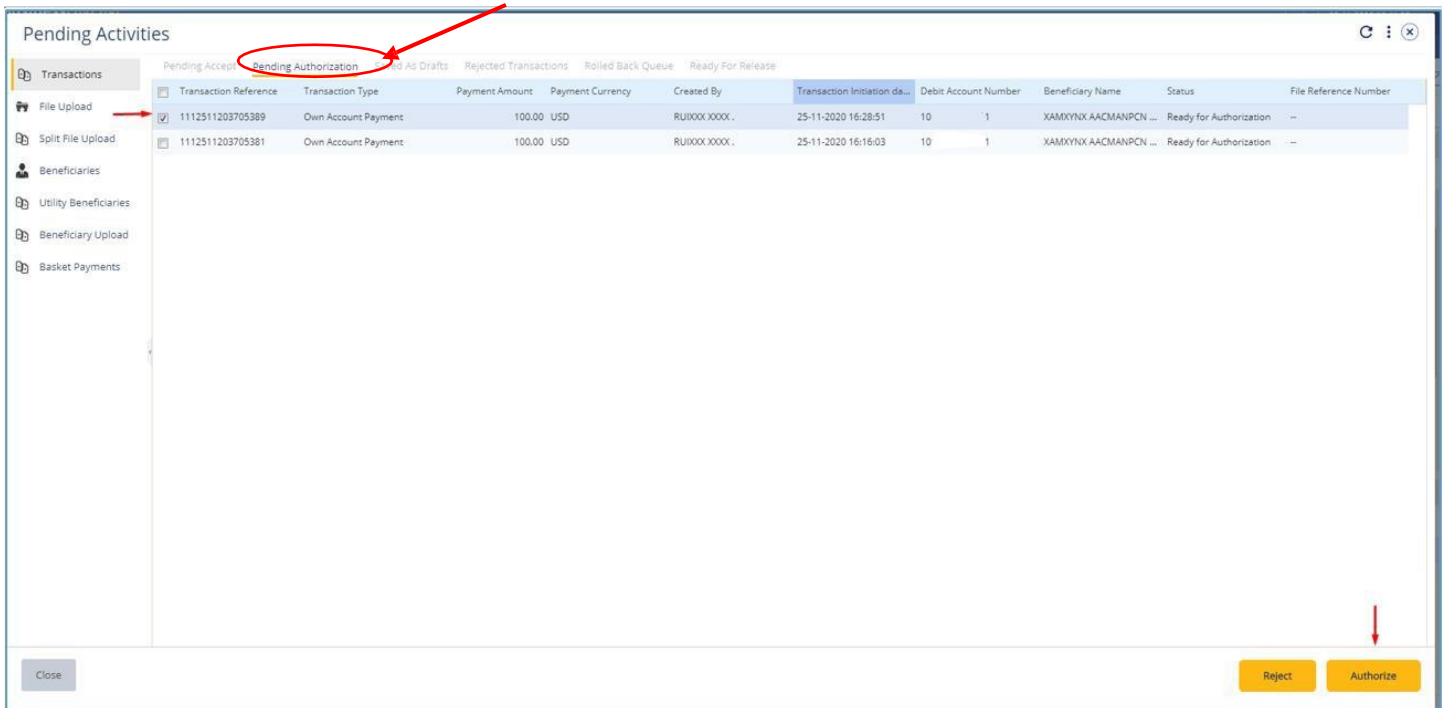 Pending Activities
Transactions
File Upload
Split File Upload
Beneficiaries
Utility Beneficiaries
Beneficiary Upload
Basket Payments
Pending Accept Pending Authorization As Drafts Rejected Transactions Rolled Back Queue Ready For Release
Transaction Reference Transaction Type Payment Amount Payment Currency Created By Transaction Initiation da... Debit Account Number Beneficiary Name Status File Reference Number
1112511203705389 Own Account Payment 100.00 USD RUIXXX XXXX . 25-11-2020 16:28:51 10 1 XAMXYNX AACMANPCN ... Ready for Authorization --
1112511203705381 Own Account Payment 100.00 USD RUIXXX XXXX . 25-11-2020 16:16:03 10 1 XAMXYNX AACMANPCN ... Ready for Authorization --
Close Reject Authorize